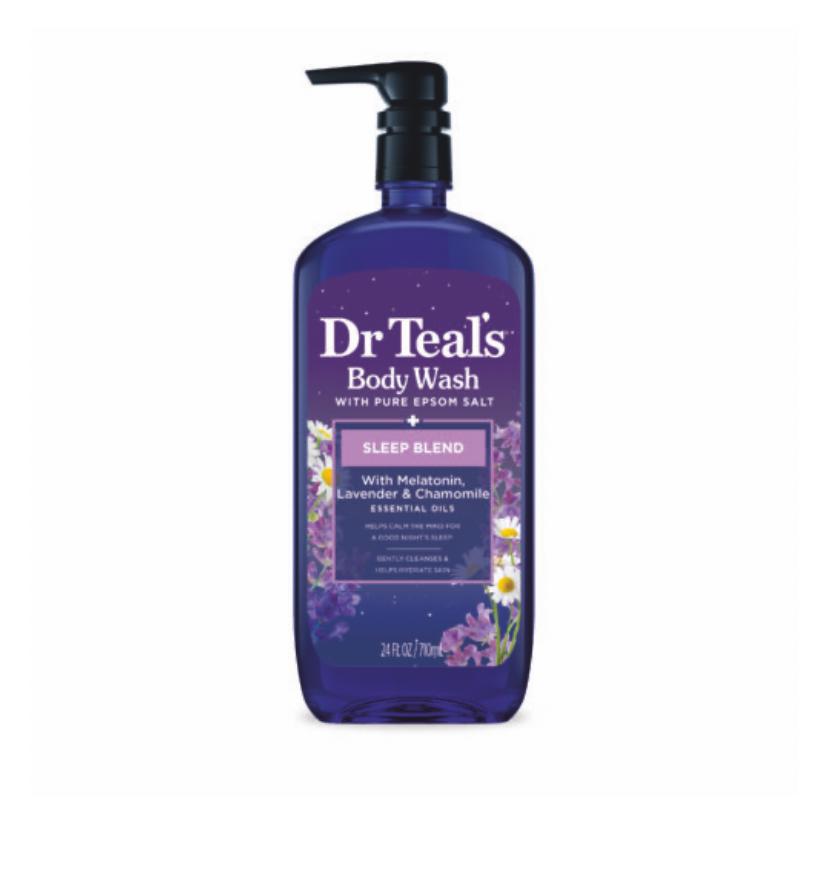 Dr Teal's
Body Wash
WITH PURE EPSOM SALT
SLEEP BLEND
With Melatonin,
Lavender & Chamomile
ESSENTIAL OILS
HELPS CALM THE MIND FOR
A GOOD NIGHT'S SLEEP
GENTLY CLEANSES &
HELPS HYDRATE SKIN
24 FL OZ / 710mL